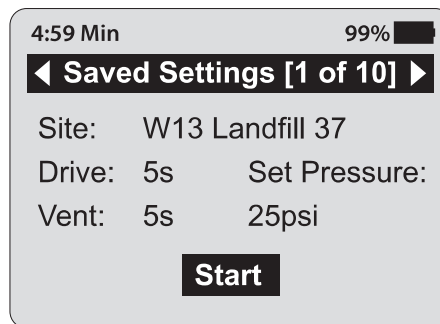 4:59 Min 99%
◀ Saved Settings [1 of 10] ▶
Site: W13 Landfill 37
Drive: 5s Set Pressure:
Vent: 5s 25psi
Start